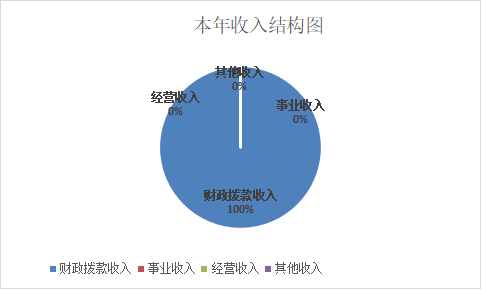 本年收入结构图
其他收入
0%
经营收入
0%
事业收入
0%
财政拨款收入
100%
财政拨款收入 事业收入 经营收入 其他收入